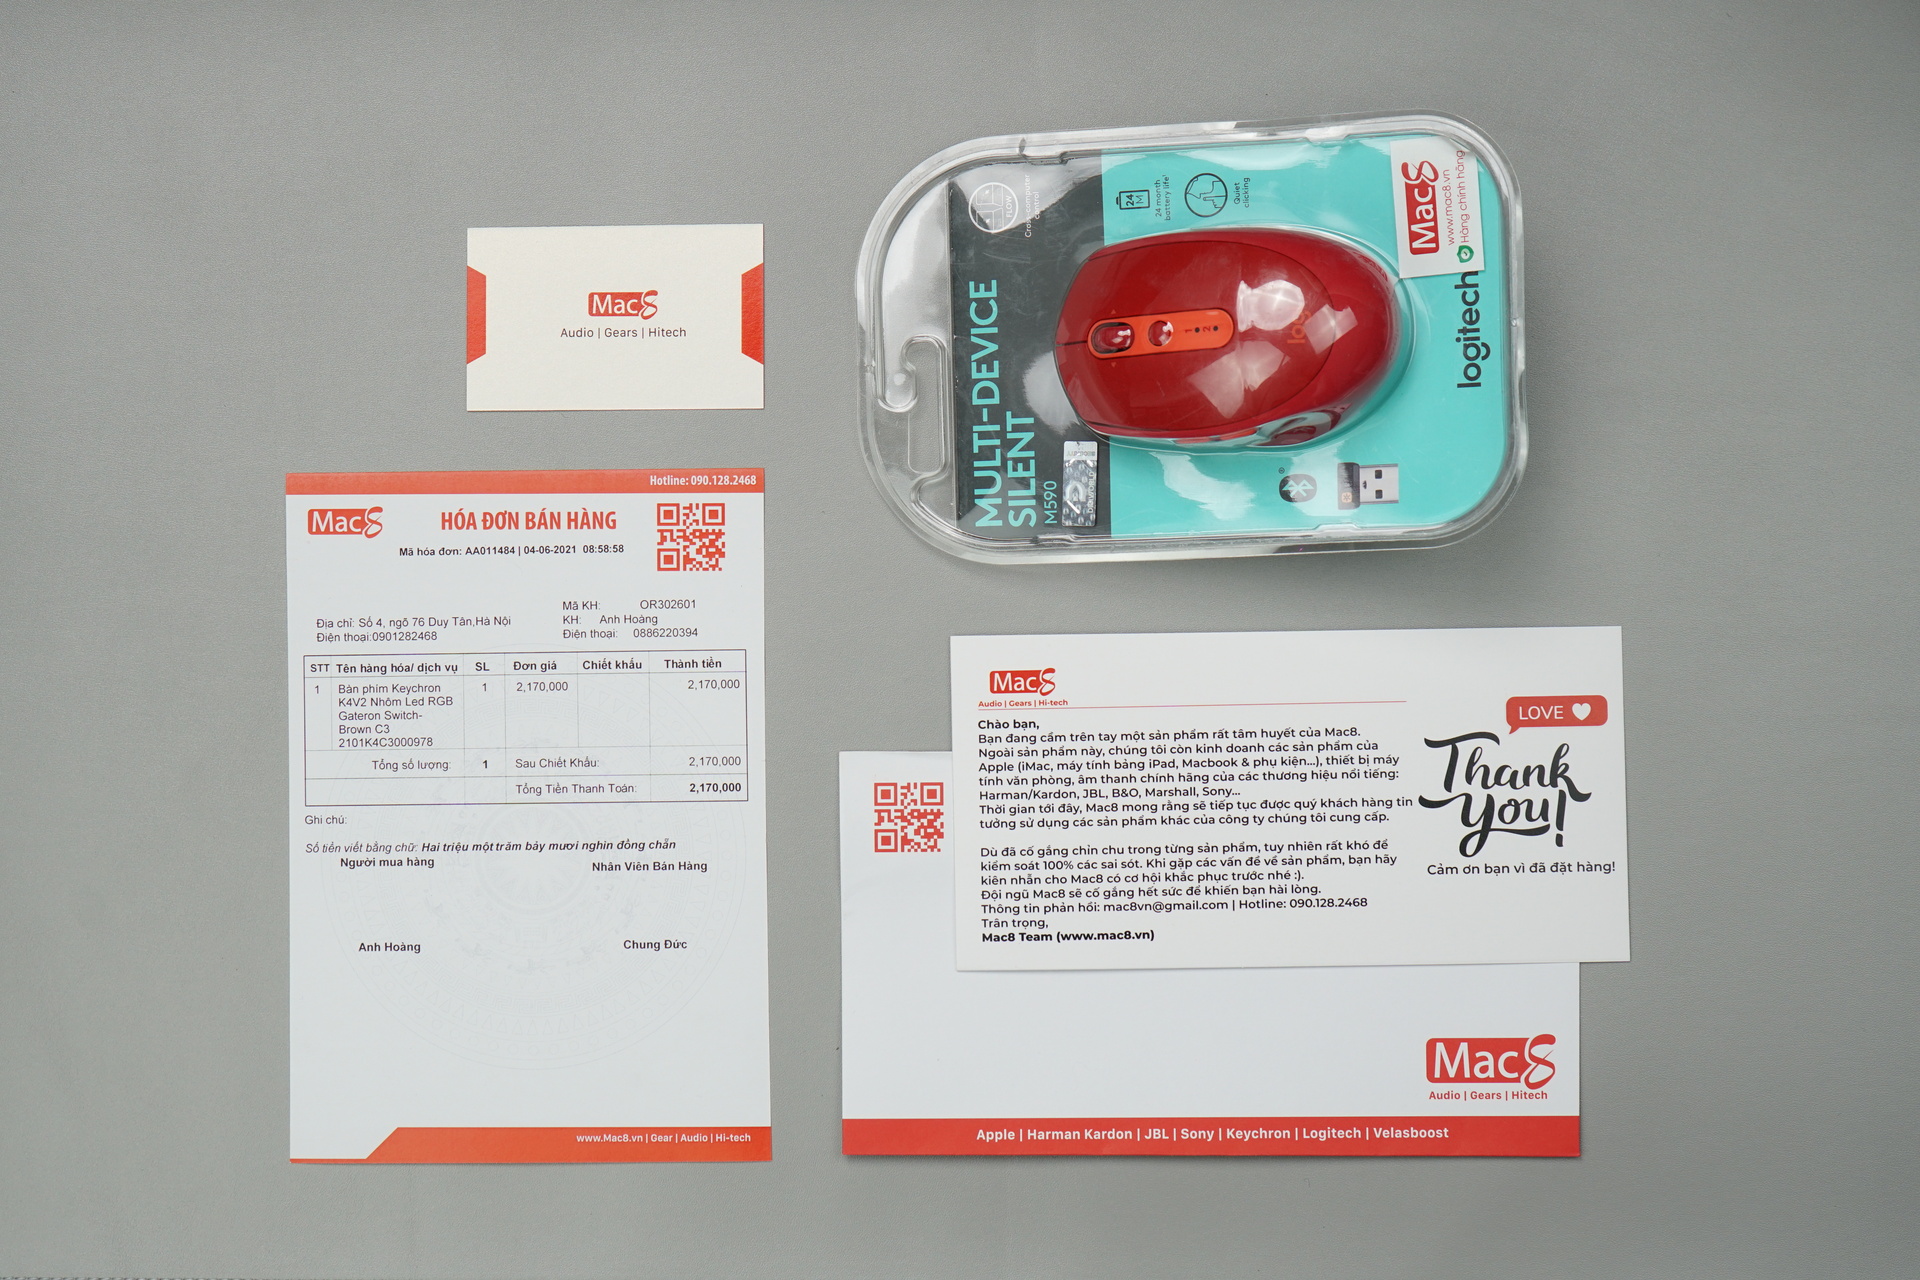 Mac8
Audio | Gears | Hitech
Hotline: 090.128.2468
Mac8
HÓA ĐƠN BÁN HÀNG
Mã hóa đơn: AA011484 | 04-06-2021 08:58:58
Mã KH: OR302601
Địa chỉ: Số 4, ngõ 76 Duy Tân,Hà Nội
KH: Anh Hoàng
Điện thoại:0901282468
Điện thoại: 0886220394
STT Tên hàng hóa/ dịch vụ SL Đơn giá Chiết khấu Thành tiền
1 Bàn phím Keychron 1 2,170,000 2,170,000
K4V2 Nhôm Led RGB
Gateron Switch-
Brown C3
2101K4C3000978
Tổng số lượng: 1 Sau Chiết Khấu: 2,170,000
Tổng Tiền Thanh Toán: 2,170,000
Ghi chú:
Số tiền viết bằng chữ: Hai triệu một trăm bảy mươi nghìn đồng chẵn
Người mua hàng
Nhân Viên Bán Hàng
Anh Hoàng
Chung Đức
www.Mac8.vn | Gear | Audio | Hi-tech
FLOW
Cross-computer
control
24
M
24 month
battery life
Quiet
clicking
Mac8
www.mac8.vn
Hàng chính hãng
logitech
MULTI-DEVICE
SILENT
M590
1
2
Mac8
Audio | Gears | Hi-tech
Chào bạn,
Bạn đang cầm trên tay một sản phẩm rất tâm huyết của Mac8.
Ngoài sản phẩm này, chúng tôi còn kinh doanh các sản phẩm của
Apple (iMac, máy tính bảng iPad, Macbook & phụ kiện...), thiết bị máy
tính văn phòng, âm thanh chính hãng của các thương hiệu nổi tiếng:
Harman/Kardon, JBL, B&O, Marshall, Sony...
Thời gian tới đây, Mac8 mong rằng sẽ tiếp tục được quý khách hàng tin
tưởng sử dụng các sản phẩm khác của công ty chúng tôi cung cấp.
Dù đã cố gắng chỉn chu trong từng sản phẩm, tuy nhiên rất khó để
kiểm soát 100% các sai sót. Khi gặp các vấn đề về sản phẩm, bạn hãy
kiên nhẫn cho Mac8 có cơ hội khắc phục trước nhé :).
Đội ngũ Mac8 sẽ cố gắng hết sức để khiến bạn hài lòng.
Thông tin phản hồi: mac8vn@gmail.com | Hotline: 090.128.2468
Trân trọng,
Mac8 Team (www.mac8.vn)
LOVE
Thank
You!
Cảm ơn bạn vì đã đặt hàng!
Mac8
Audio | Gears | Hitech
Apple | Harman Kardon | JBL | Sony | Keychron | Logitech | Velasboost